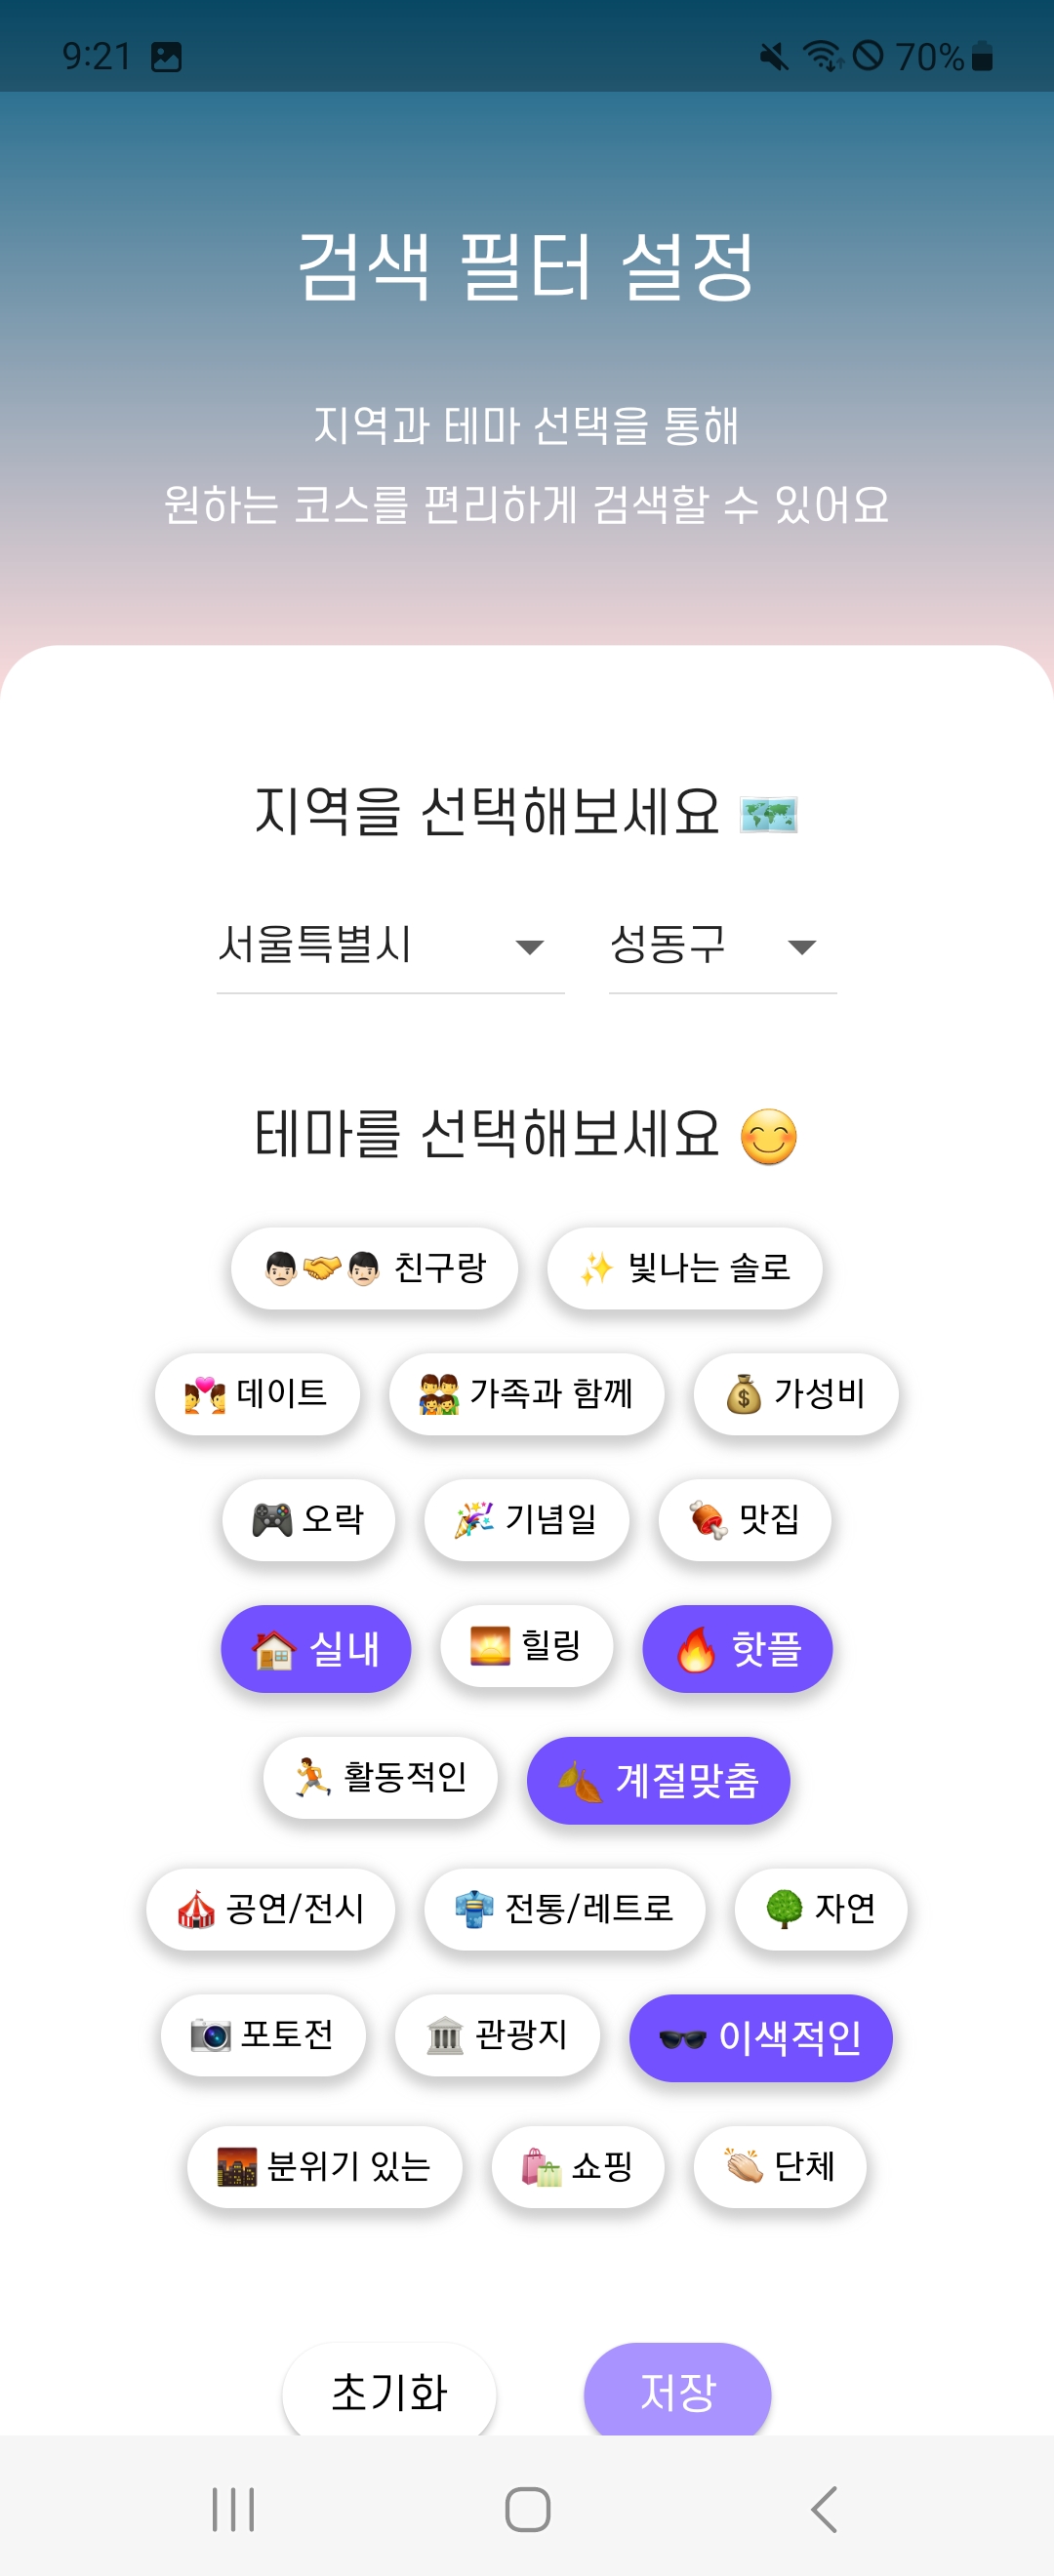 9:21 70%
검색 필터 설정
지역과 테마 선택을 통해
원하는 코스를 편리하게 검색할 수 있어요
지역을 선택해보세요 🗺️
서울특별시 성동구
테마를 선택해보세요 😊
👨🏻🤝👨🏻 친구랑 ✨ 빛나는 솔로
💏 데이트 👨‍👨‍👧‍👦 가족과 함께 💰 가성비
🎮 오락 🎉 기념일 🍖 맛집
🏠 실내 🌅 힐링 🔥 핫플
🏃 활동적인 🍂 계절맞춤
🎪 공연/전시 👘 전통/레트로 🌳 자연
📷 포토전 🏛️ 관광지 🕶️ 이색적인
🌆 분위기 있는 🛍️ 쇼핑 👏🏻 단체
초기화 저장